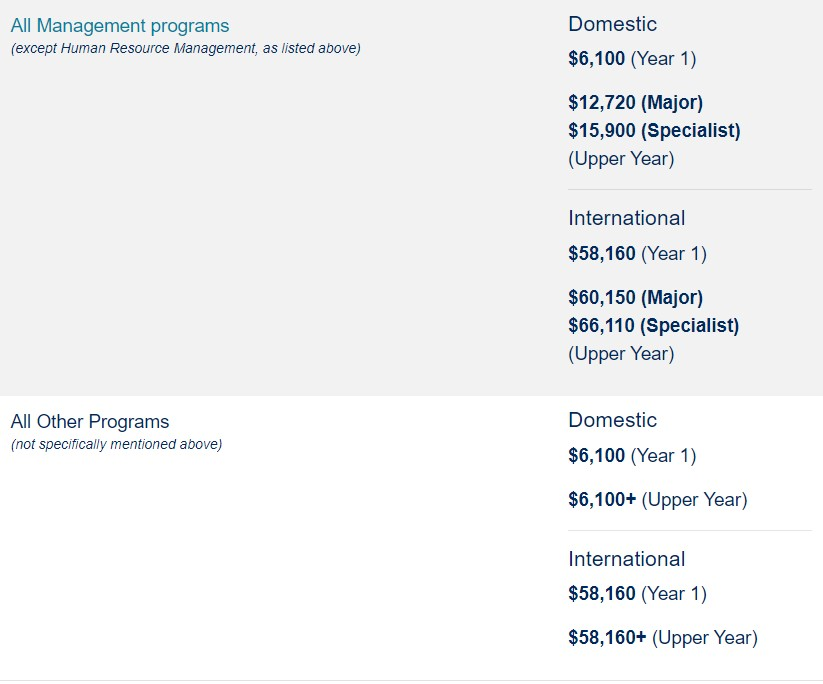 All Management programs
(except Human Resource Management, as listed above)
Domestic
$6,100 (Year 1)
$12,720 (Major)
$15,900 (Specialist)
(Upper Year)
International
$58,160 (Year 1)
$60,150 (Major)
$66,110 (Specialist)
(Upper Year)
All Other Programs
(not specifically mentioned above)
Domestic
$6,100 (Year 1)
$6,100+ (Upper Year)
International
$58,160 (Year 1)
$58,160+ (Upper Year)